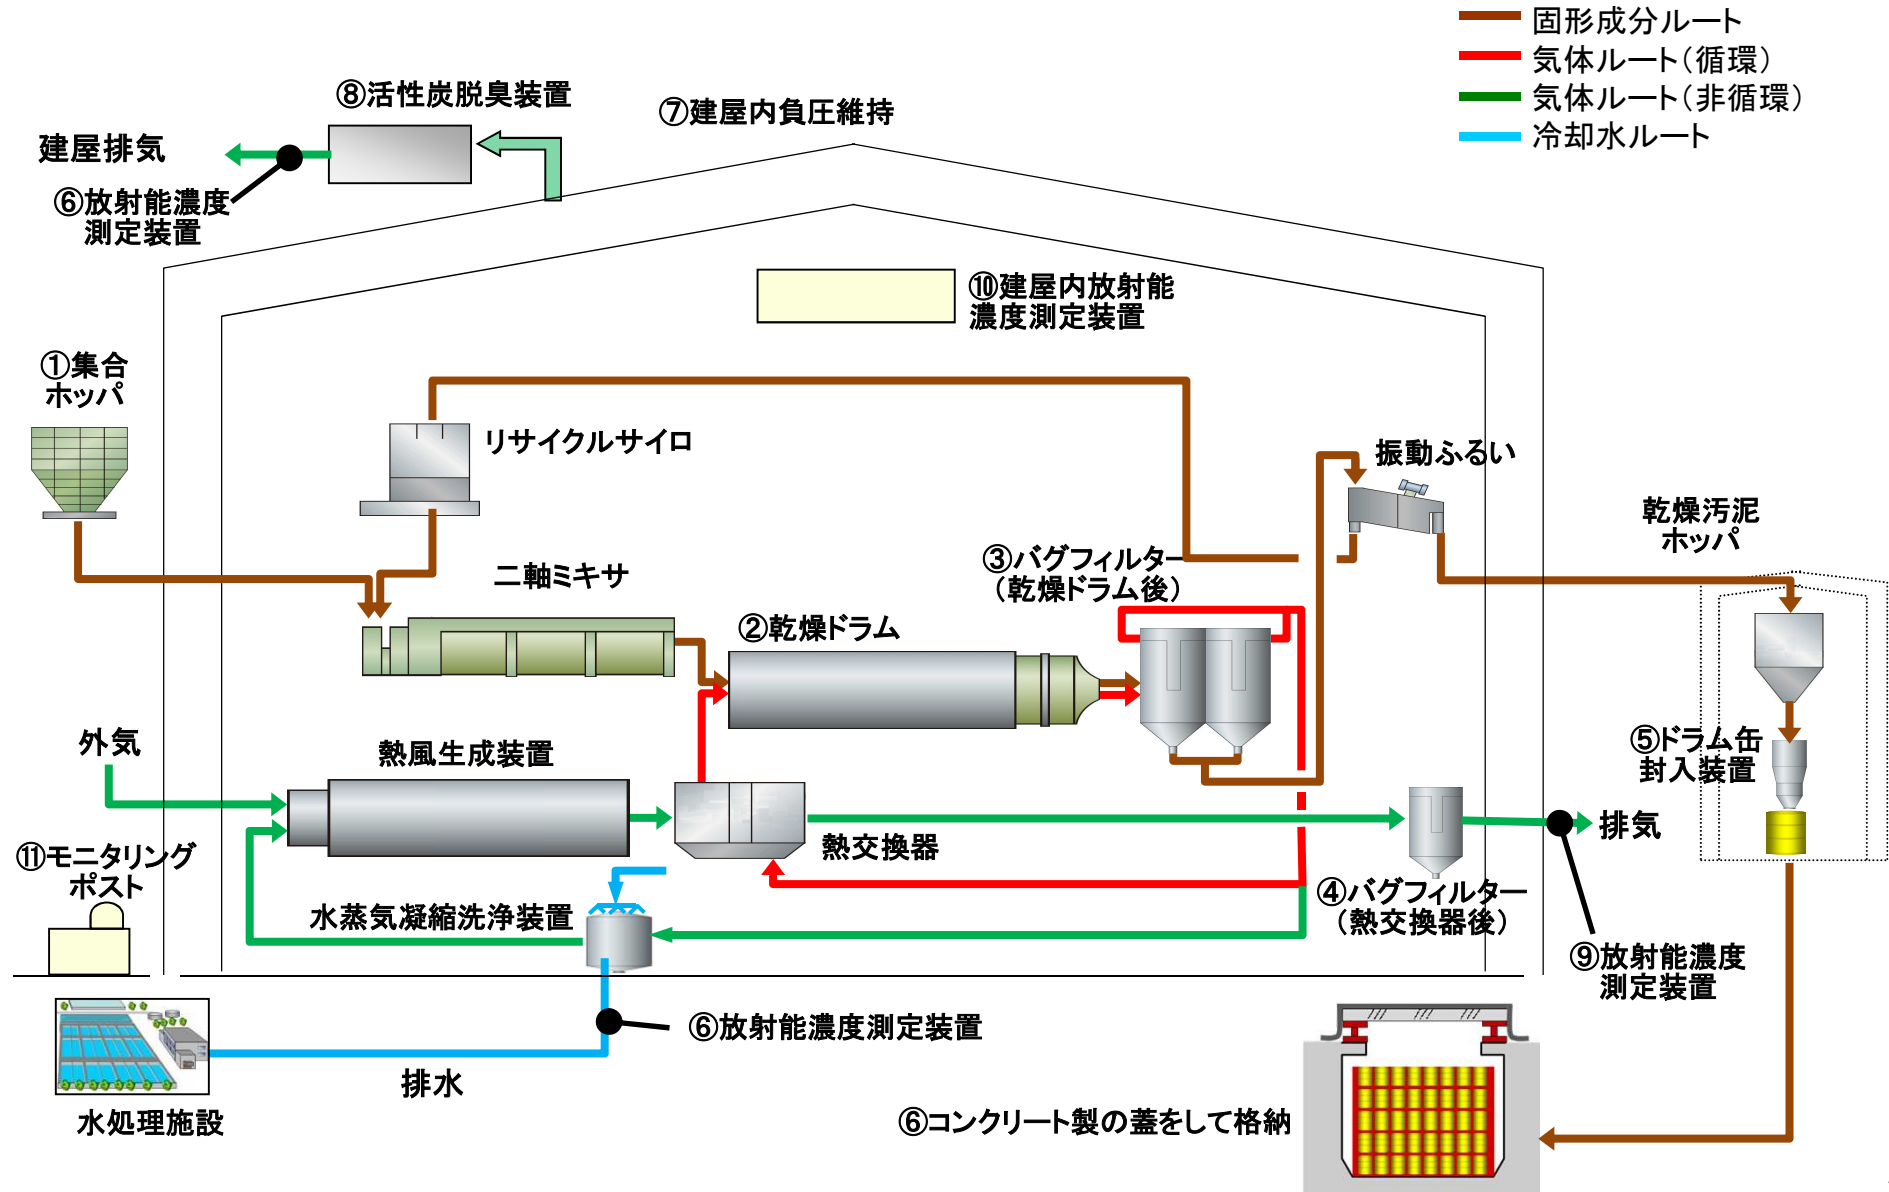 固形成分ルート
気体ルート（循環）
気体ルート（非循環）
冷却水ルート
⑧活性炭脱臭装置
⑦建屋内負圧維持
建屋排気
⑥放射能濃度
測定装置
⑩建屋内放射能
濃度測定装置
①集合
ホッパ
リサイクルサイロ
振動ふるい
乾燥汚泥
ホッパ
二軸ミキサ
③バグフィルター
（乾燥ドラム後）
②乾燥ドラム
外気
熱風生成装置
⑤ドラム缶
封入装置
熱交換器
排気
⑪モニタリング
ポスト
水蒸気凝縮洗浄装置
④バグフィルター
（熱交換器後）
⑨放射能濃度
測定装置
⑥放射能濃度測定装置
排水
水処理施設
⑥コンクリート製の蓋をして格納